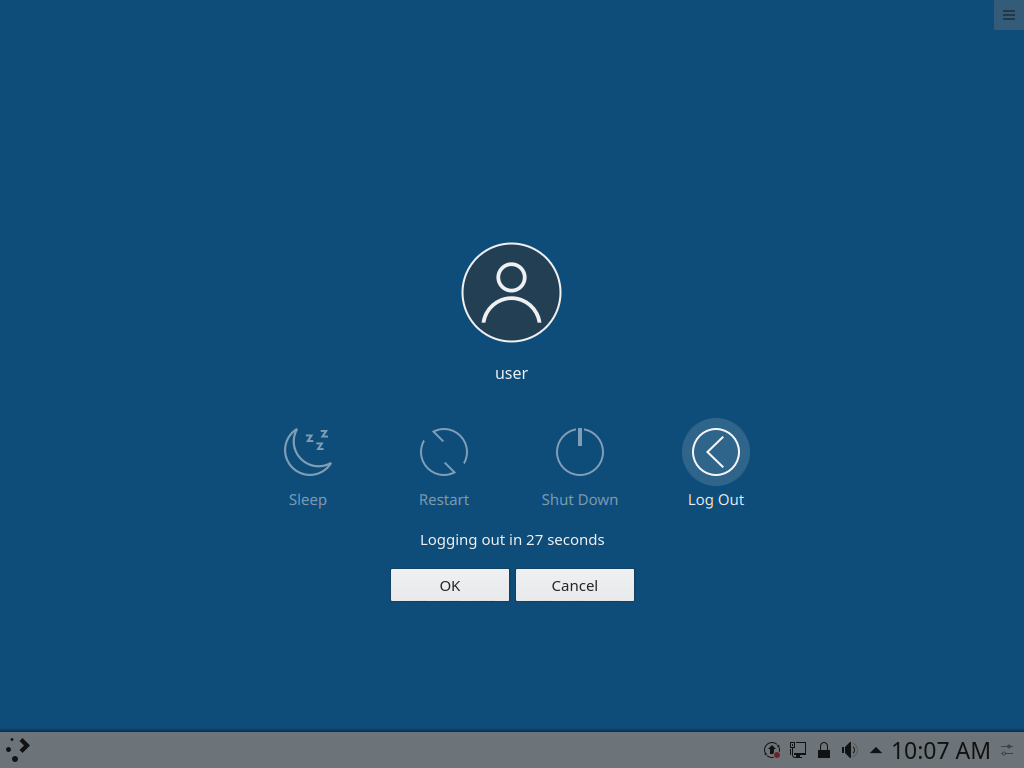 user
Sleep
Restart
Shut Down
Log Out
Logging out in 27 seconds
OK
Cancel
10:07 AM